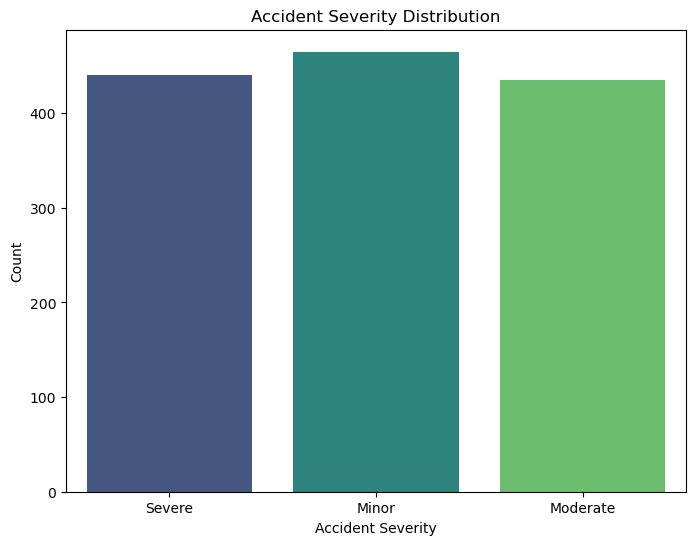 Accident Severity Distribution
Count
400
300
200
100
0
Severe Minor Moderate
Accident Severity